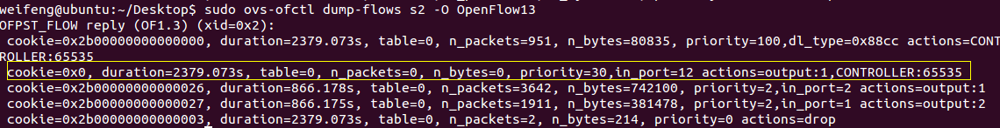 weifeng@ubuntu:~/Desktop$ sudo ovs-ofctl dump-flows s2 -O OpenFlow13
OFPST_FLOW reply (OF1.3) (xid=0x2):
 cookie=0x2b00000000000000, duration=2379.073s, table=0, n_packets=951, n_bytes=80835, priority=100,dl_type=0x88cc actions=CONT
ROLLER:65535
 cookie=0x0, duration=2379.073s, table=0, n_packets=0, n_bytes=0, priority=30,in_port=12 actions=output:1,CONTROLLER:65535
 cookie=0x2b00000000000026, duration=866.178s, table=0, n_packets=3642, n_bytes=742100, priority=2,in_port=2 actions=output:1
 cookie=0x2b00000000000027, duration=866.175s, table=0, n_packets=1911, n_bytes=381478, priority=2,in_port=1 actions=output:2
 cookie=0x2b00000000000003, duration=2379.073s, table=0, n_packets=2, n_bytes=214, priority=0 actions=drop